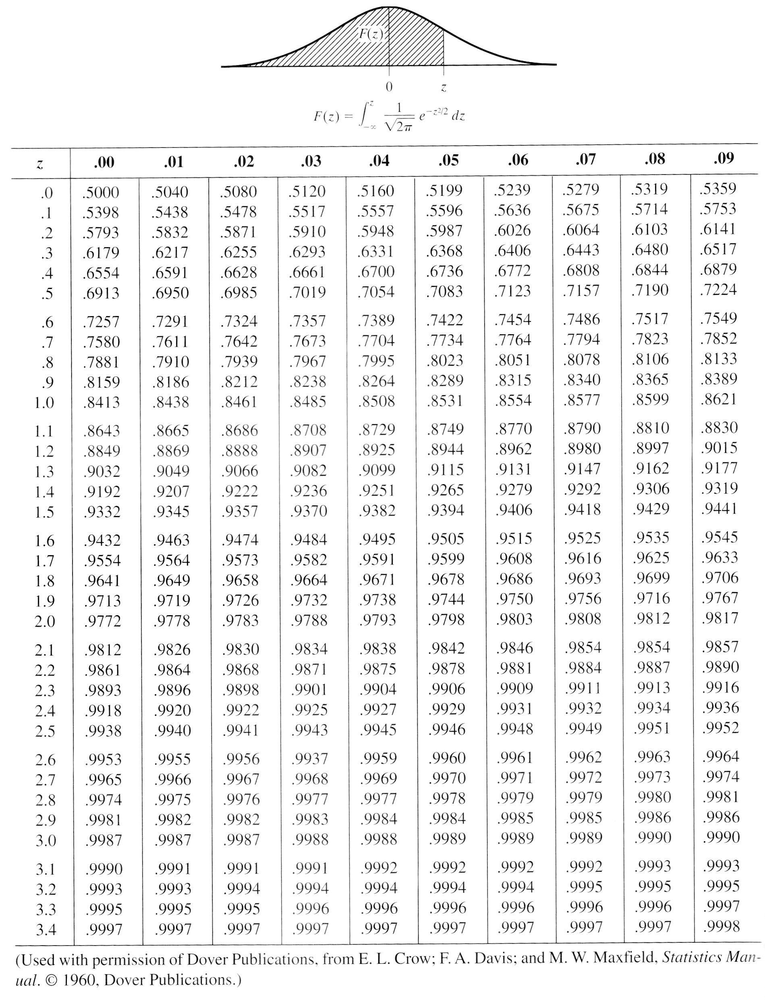 F(z)
0 z
F(z) = ∫_{-∞}^{z} 1/√2π e^{-z²/2} dz
z .00 .01 .02 .03 .04 .05 .06 .07 .08 .09
.0 .5000 .5040 .5080 .5120 .5160 .5199 .5239 .5279 .5319 .5359
.1 .5398 .5438 .5478 .5517 .5557 .5596 .5636 .5675 .5714 .5753
.2 .5793 .5832 .5871 .5910 .5948 .5987 .6026 .6064 .6103 .6141
.3 .6179 .6217 .6255 .6293 .6331 .6368 .6406 .6443 .6480 .6517
.4 .6554 .6591 .6628 .6661 .6700 .6736 .6772 .6808 .6844 .6879
.5 .6913 .6950 .6985 .7019 .7054 .7083 .7123 .7157 .7190 .7224
.6 .7257 .7291 .7324 .7357 .7389 .7422 .7454 .7486 .7517 .7549
.7 .7580 .7611 .7642 .7673 .7704 .7734 .7764 .7794 .7823 .7852
.8 .7881 .7910 .7939 .7967 .7995 .8023 .8051 .8078 .8106 .8133
.9 .8159 .8186 .8212 .8238 .8264 .8289 .8315 .8340 .8365 .8389
1.0 .8413 .8438 .8461 .8485 .8508 .8531 .8554 .8577 .8599 .8621
1.1 .8643 .8665 .8686 .8708 .8729 .8749 .8770 .8790 .8810 .8830
1.2 .8849 .8869 .8888 .8907 .8925 .8944 .8962 .8980 .8997 .9015
1.3 .9032 .9049 .9066 .9082 .9099 .9115 .9131 .9147 .9162 .9177
1.4 .9192 .9207 .9222 .9236 .9251 .9265 .9279 .9292 .9306 .9319
1.5 .9332 .9345 .9357 .9370 .9382 .9394 .9406 .9418 .9429 .9441
1.6 .9432 .9463 .9474 .9484 .9495 .9505 .9515 .9525 .9535 .9545
1.7 .9554 .9564 .9573 .9582 .9591 .9599 .9608 .9616 .9625 .9633
1.8 .9641 .9649 .9658 .9664 .9671 .9678 .9686 .9693 .9699 .9706
1.9 .9713 .9719 .9726 .9732 .9738 .9744 .9750 .9756 .9716 .9767
2.0 .9772 .9778 .9783 .9788 .9793 .9798 .9803 .9808 .9812 .9817
2.1 .9812 .9826 .9830 .9834 .9838 .9842 .9846 .9854 .9854 .9857
2.2 .9861 .9864 .9868 .9871 .9875 .9878 .9881 .9884 .9887 .9890
2.3 .9893 .9896 .9898 .9901 .9904 .9906 .9909 .9911 .9913 .9916
2.4 .9918 .9920 .9922 .9925 .9927 .9929 .9931 .9932 .9934 .9936
2.5 .9938 .9940 .9941 .9943 .9945 .9946 .9948 .9949 .9951 .9952
2.6 .9953 .9955 .9956 .9937 .9959 .9960 .9961 .9962 .9963 .9964
2.7 .9965 .9966 .9967 .9968 .9969 .9970 .9971 .9972 .9973 .9974
2.8 .9974 .9975 .9976 .9977 .9977 .9978 .9979 .9979 .9980 .9981
2.9 .9981 .9982 .9982 .9983 .9984 .9984 .9985 .9985 .9986 .9986
3.0 .9987 .9987 .9987 .9988 .9988 .9989 .9989 .9989 .9990 .9990
3.1 .9990 .9991 .9991 .9991 .9992 .9992 .9992 .9992 .9993 .9993
3.2 .9993 .9993 .9994 .9994 .9994 .9994 .9994 .9995 .9995 .9995
3.3 .9995 .9995 .9995 .9996 .9996 .9996 .9996 .9996 .9996 .9997
3.4 .9997 .9997 .9997 .9997 .9997 .9997 .9997 .9997 .9997 .9998
(Used with permission of Dover Publications, from E. L. Crow; F. A. Davis; and M. W. Maxfield, Statistics Man-
ual. © 1960, Dover Publications.)